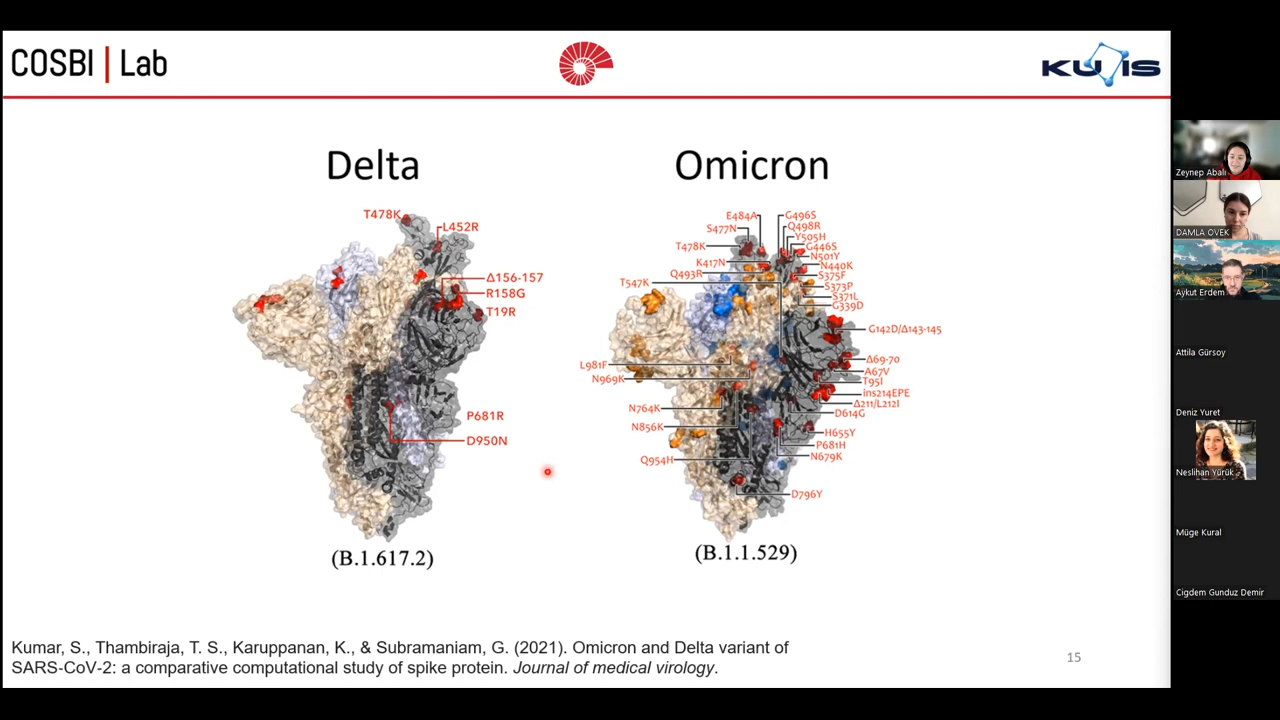 COSBI | Lab
KUIS
Delta
Omicron
T478K
L452R
Δ156-157
R158G
T19R
P681R
D950N
(B.1.617.2)
E484A
G496S
S477N
Q498R
Y505H
T478K
G446S
N501Y
K417N
N440K
Q493R
S375F
T547K
S373P
S371L
G339D
G142D/Δ143-145
L981F
Δ69-70
A67V
N969K
T95I
ins214EPE
Δ211/L212I
N764K
D614G
N856K
H655Y
P681H
Q954H
N679K
D796Y
(B.1.1.529)
Kumar, S., Thambiraja, T. S., Karuppanan, K., & Subramaniam, G. (2021). Omicron and Delta variant of
SARS-CoV-2: a comparative computational study of spike protein. Journal of medical virology.
15
Zeynep Abali
DAMLA OVEK
Aykut Erdem
Attila Gürsoy
Deniz Yuret
Neslihan Yürük
Müge Kural
Cigdem Gunduz Demir